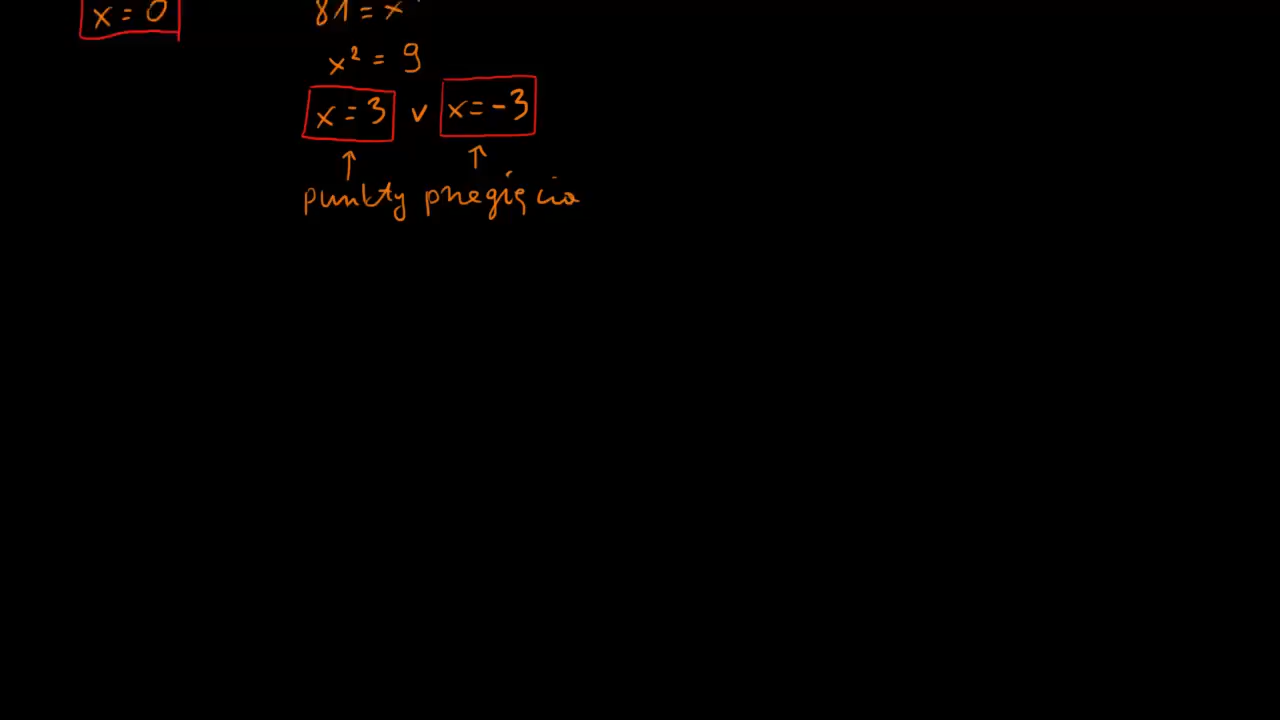 x = 0
81 = x
x² = 9
x = 3 v x = -3
↑ ↑
punkty przegięcia